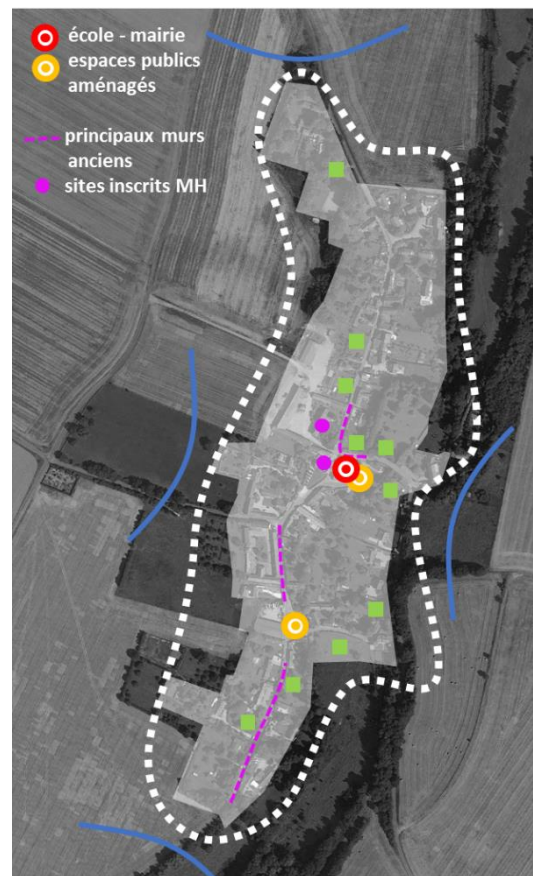 école - mairie
espaces publics
aménagés
principaux murs
anciens
sites inscrits MH